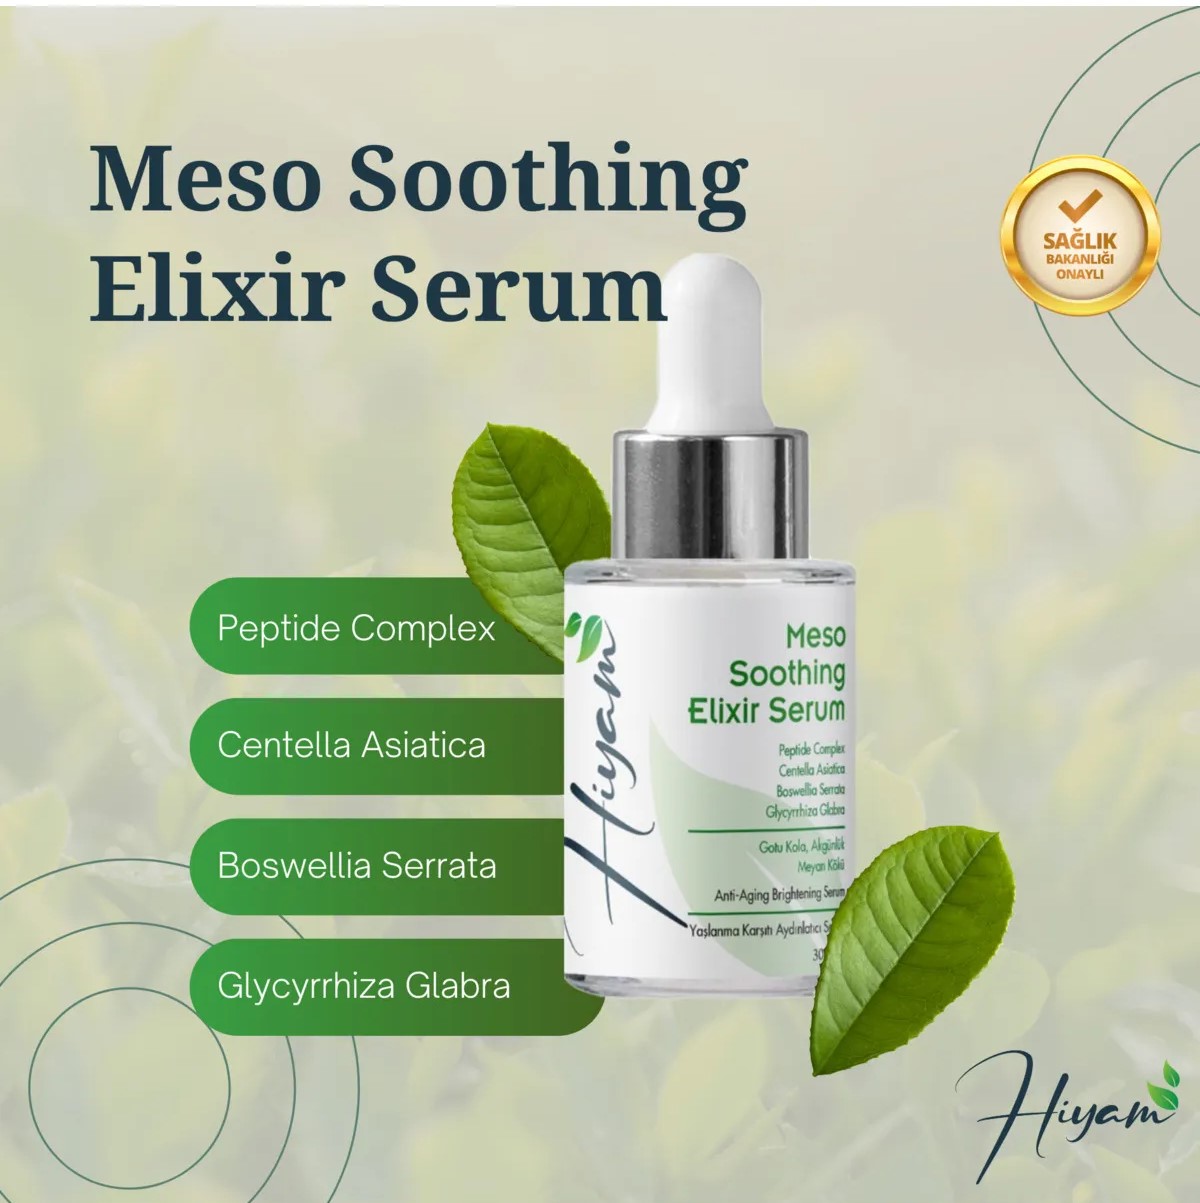 Meso Soothing
Elixir Serum
SAĞLIK
BAKANLIĞI
ONAYLI
Peptide Complex
Centella Asiatica
Boswellia Serrata
Glycyrrhiza Glabra
Hiyam
Meso
Soothing
Elixir Serum
Peptide Complex
Centella Asiatica
Boswellia Serrata
Glycyrrhiza Glabra
Gotu Kola, Akgünlük
Meyan Kökü
Anti-Aging Brightening Serum
Yaşlanma Karşıtı Aydınlatıcı
30
Hiyam